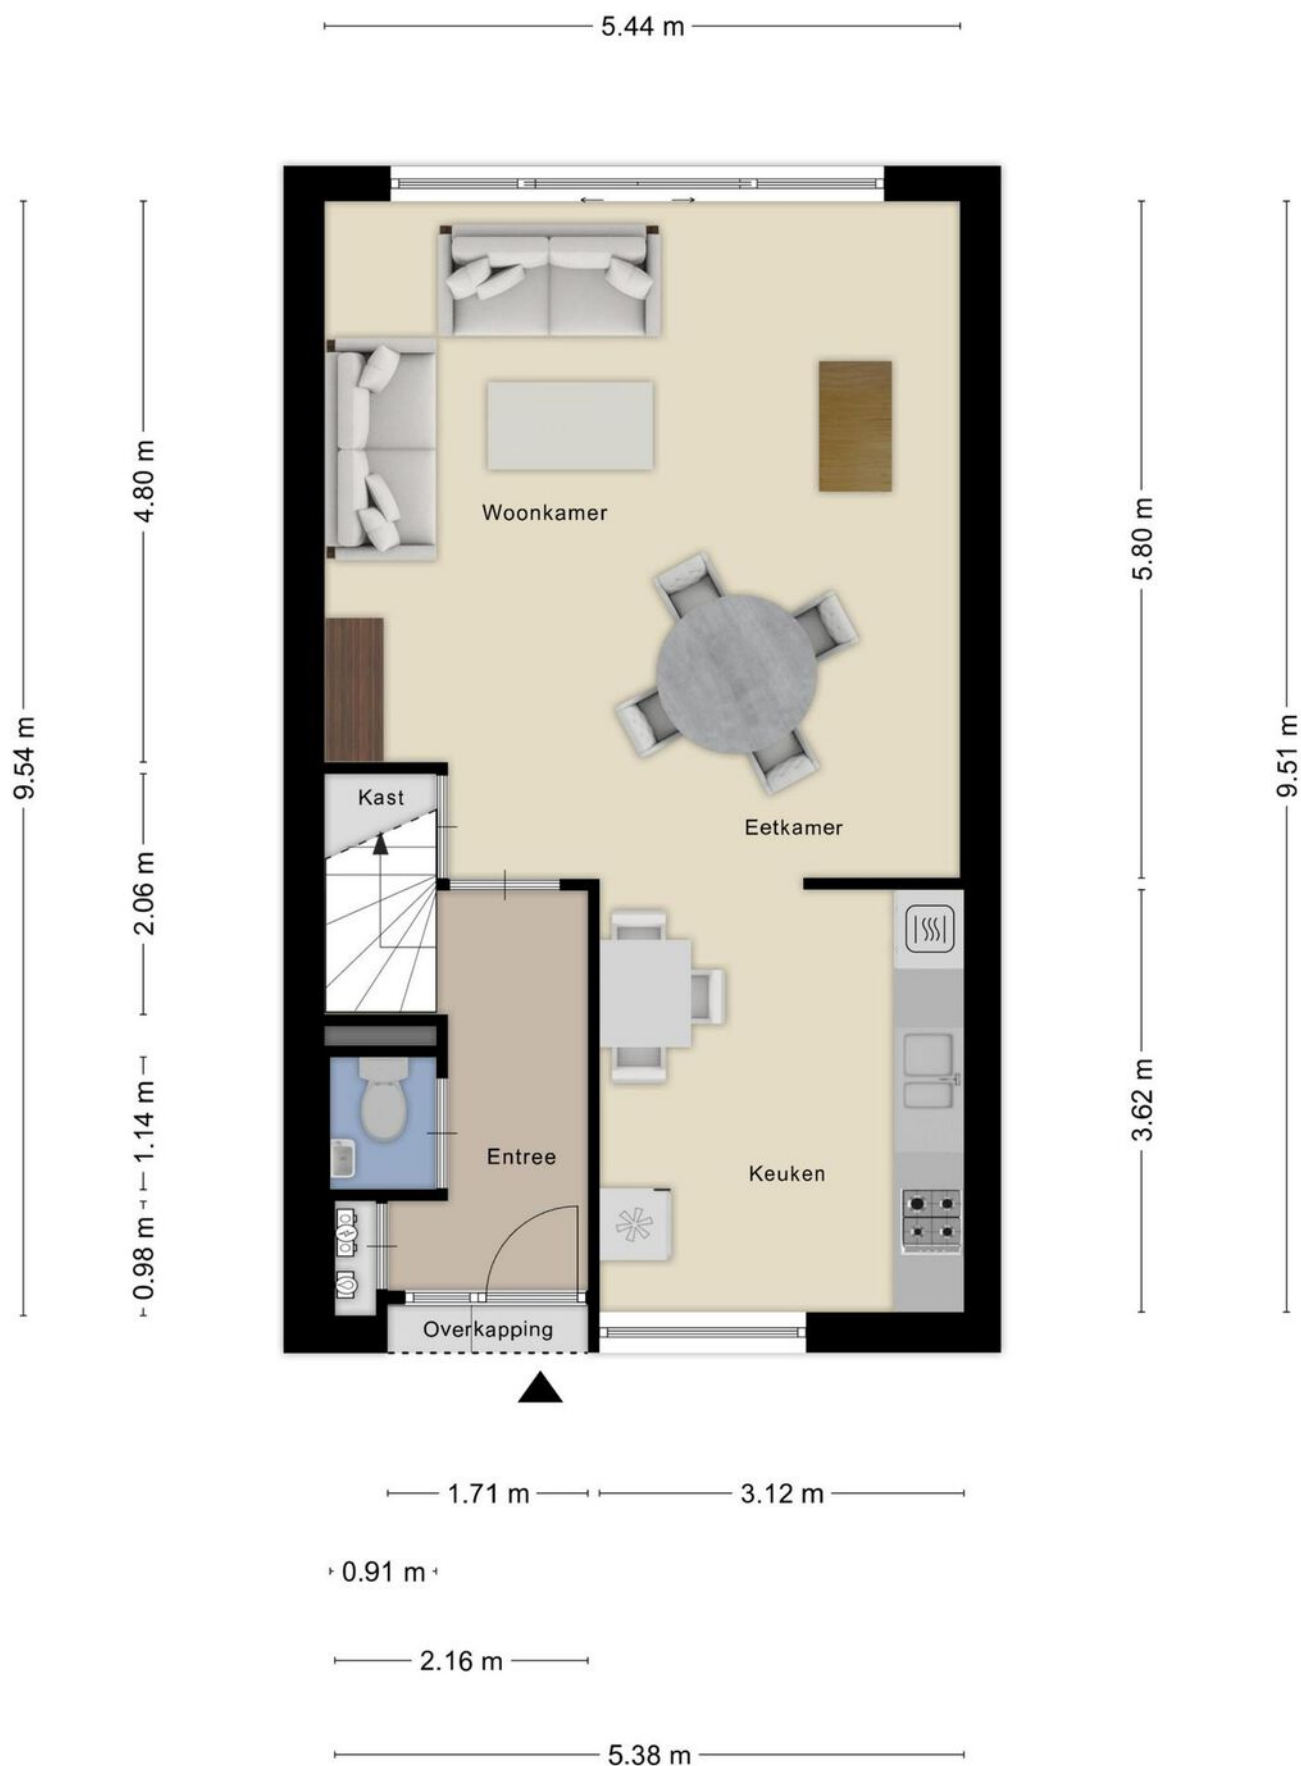 5.44 m
4.80 m
5.80 m
Woonkamer
9.54 m
9.51 m
Kast
Eetkamer
2.06 m
3.62 m
1.14 m
Entree
Keuken
0.98 m
Overkapping
1.71 m
3.12 m
0.91 m
2.16 m
5.38 m